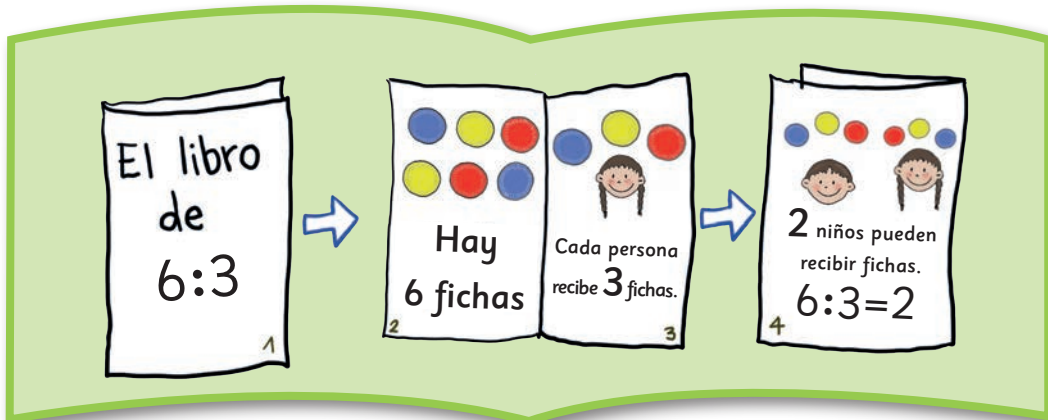 El libro
de
6:3
1
Hay
6 fichas
2
Cada persona
recibe 3 fichas.
3
2 niños pueden
recibir fichas.
6:3=2
4